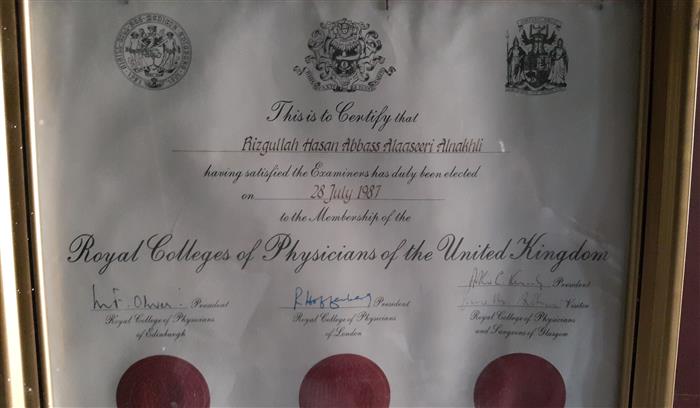 This is to Certify that
Rizgullah Hasan Abbass Alaaseeri Alnakhli
having satisfied the Examiners has duly been elected
on 28 July 1987
to the Membership of the
Royal Colleges of Physicians of the United Kingdom
President
Royal College of Physicians
of Edinburgh
R Hoffenberg President
Royal College of Physicians
of London
President
Visitor
Royal College of Physicians
and Surgeons of Glasgow